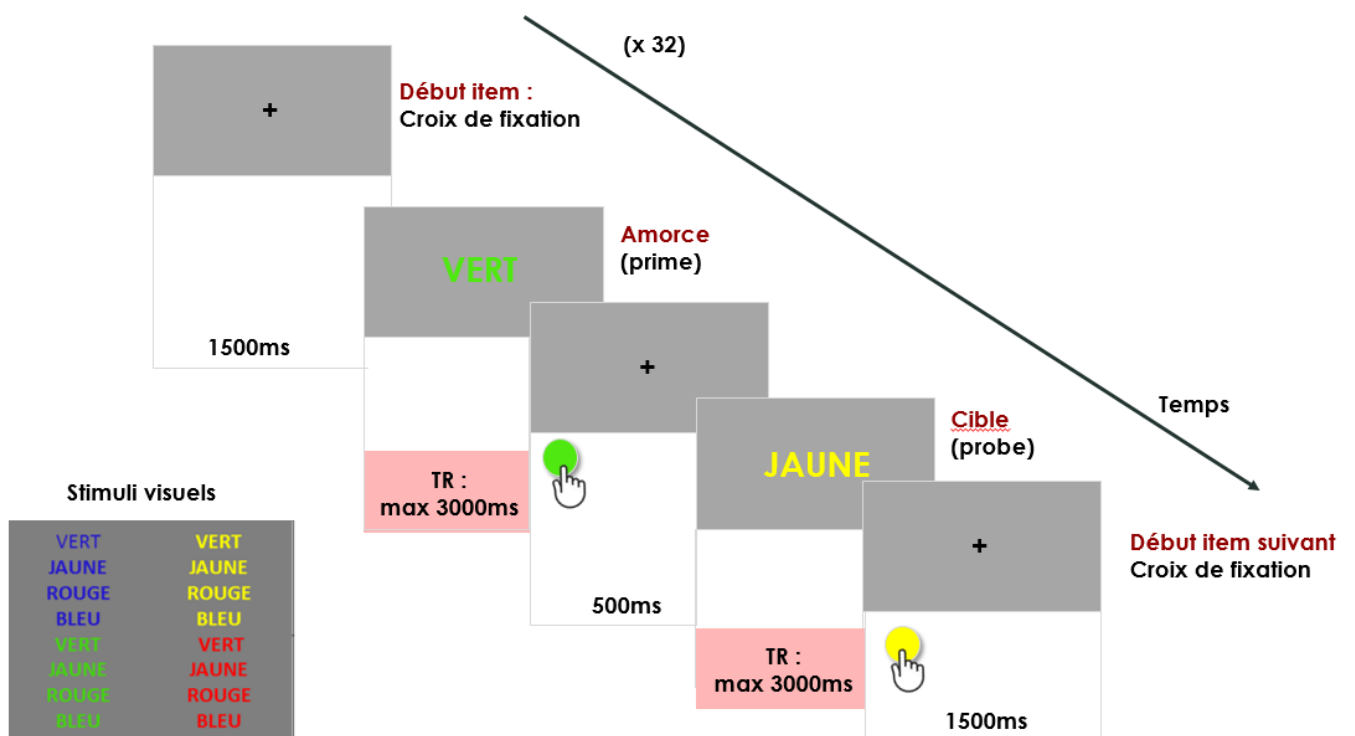 (x 32)
+
Début item :
Croix de fixation
1500ms
VERT
Amorce
(prime)
TR :
max 3000ms
+
500ms
JAUNE
Cible
(probe)
TR :
max 3000ms
+
1500ms
Temps
Début item suivant
Croix de fixation
Stimuli visuels
VERT VERT
JAUNE JAUNE
ROUGE ROUGE
BLEU BLEU
VERT VERT
JAUNE JAUNE
ROUGE ROUGE
BLEU BLEU